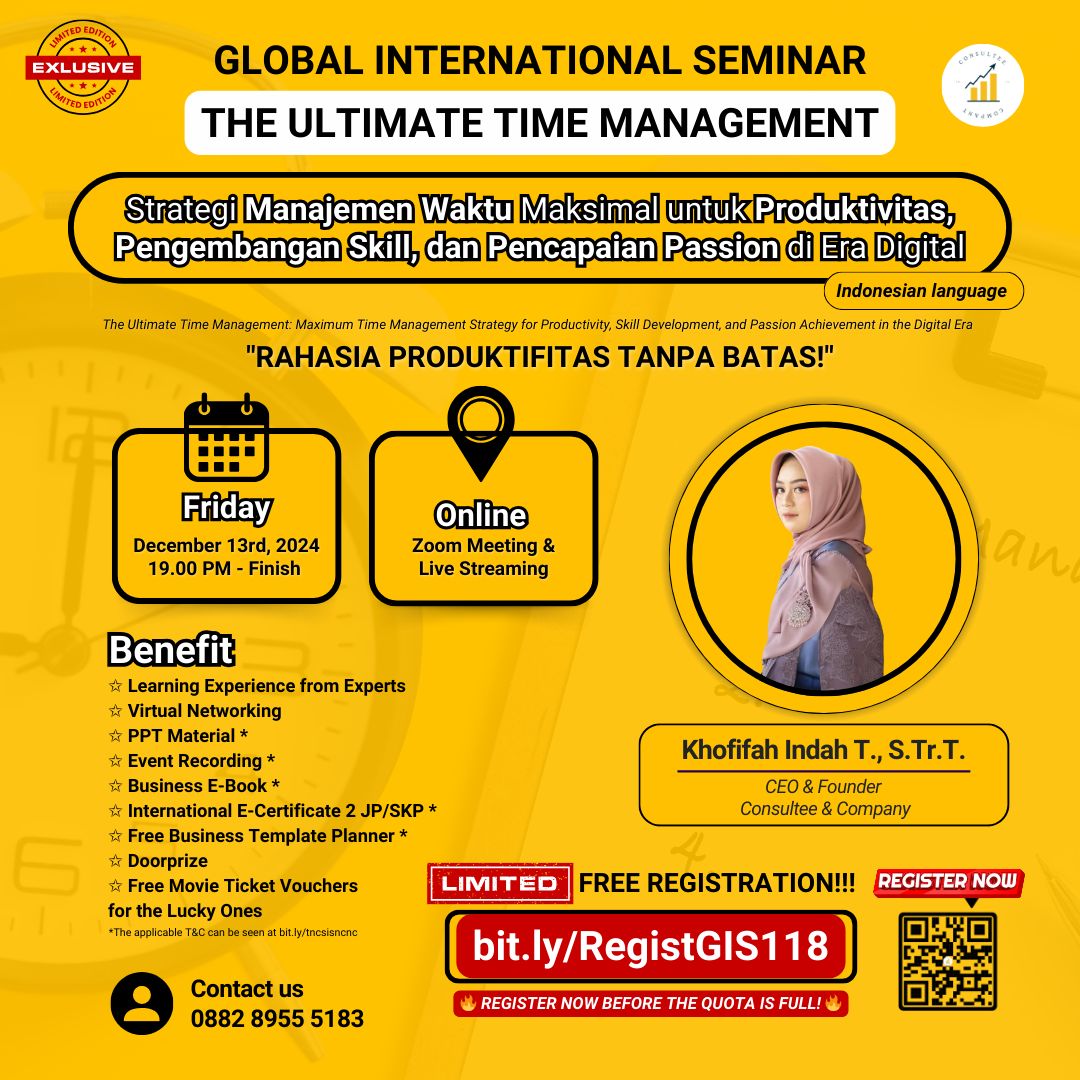 LIMITED EDITION
EXLUSIVE
LIMITED EDITION
GLOBAL INTERNATIONAL SEMINAR
CONSULTEE
COMPANY
THE ULTIMATE TIME MANAGEMENT
Strategi Manajemen Waktu Maksimal untuk Produktivitas,
Pengembangan Skill, dan Pencapaian Passion di Era Digital
Indonesian language
The Ultimate Time Management: Maximum Time Management Strategy for Productivity, Skill Development, and Passion Achievement in the Digital Era
"RAHASIA PRODUKTIFITAS TANPA BATAS!"
Friday
December 13rd, 2024
19.00 PM - Finish
Online
Zoom Meeting &
Live Streaming
Benefit
☆ Learning Experience from Experts
☆ Virtual Networking
☆ PPT Material *
☆ Event Recording *
☆ Business E-Book *
☆ International E-Certificate 2 JP/SKP *
☆ Free Business Template Planner *
☆ Doorprize
☆ Free Movie Ticket Vouchers
for the Lucky Ones
*The applicable T&C can be seen at bit.ly/tncsisncnc
Khofifah Indah T., S.Tr.T.
CEO & Founder
Consultee & Company
LIMITED FREE REGISTRATION!!!
REGISTER NOW
bit.ly/RegistGIS118
🔥 REGISTER NOW BEFORE THE QUOTA IS FULL! 🔥
Contact us
0882 8955 5183